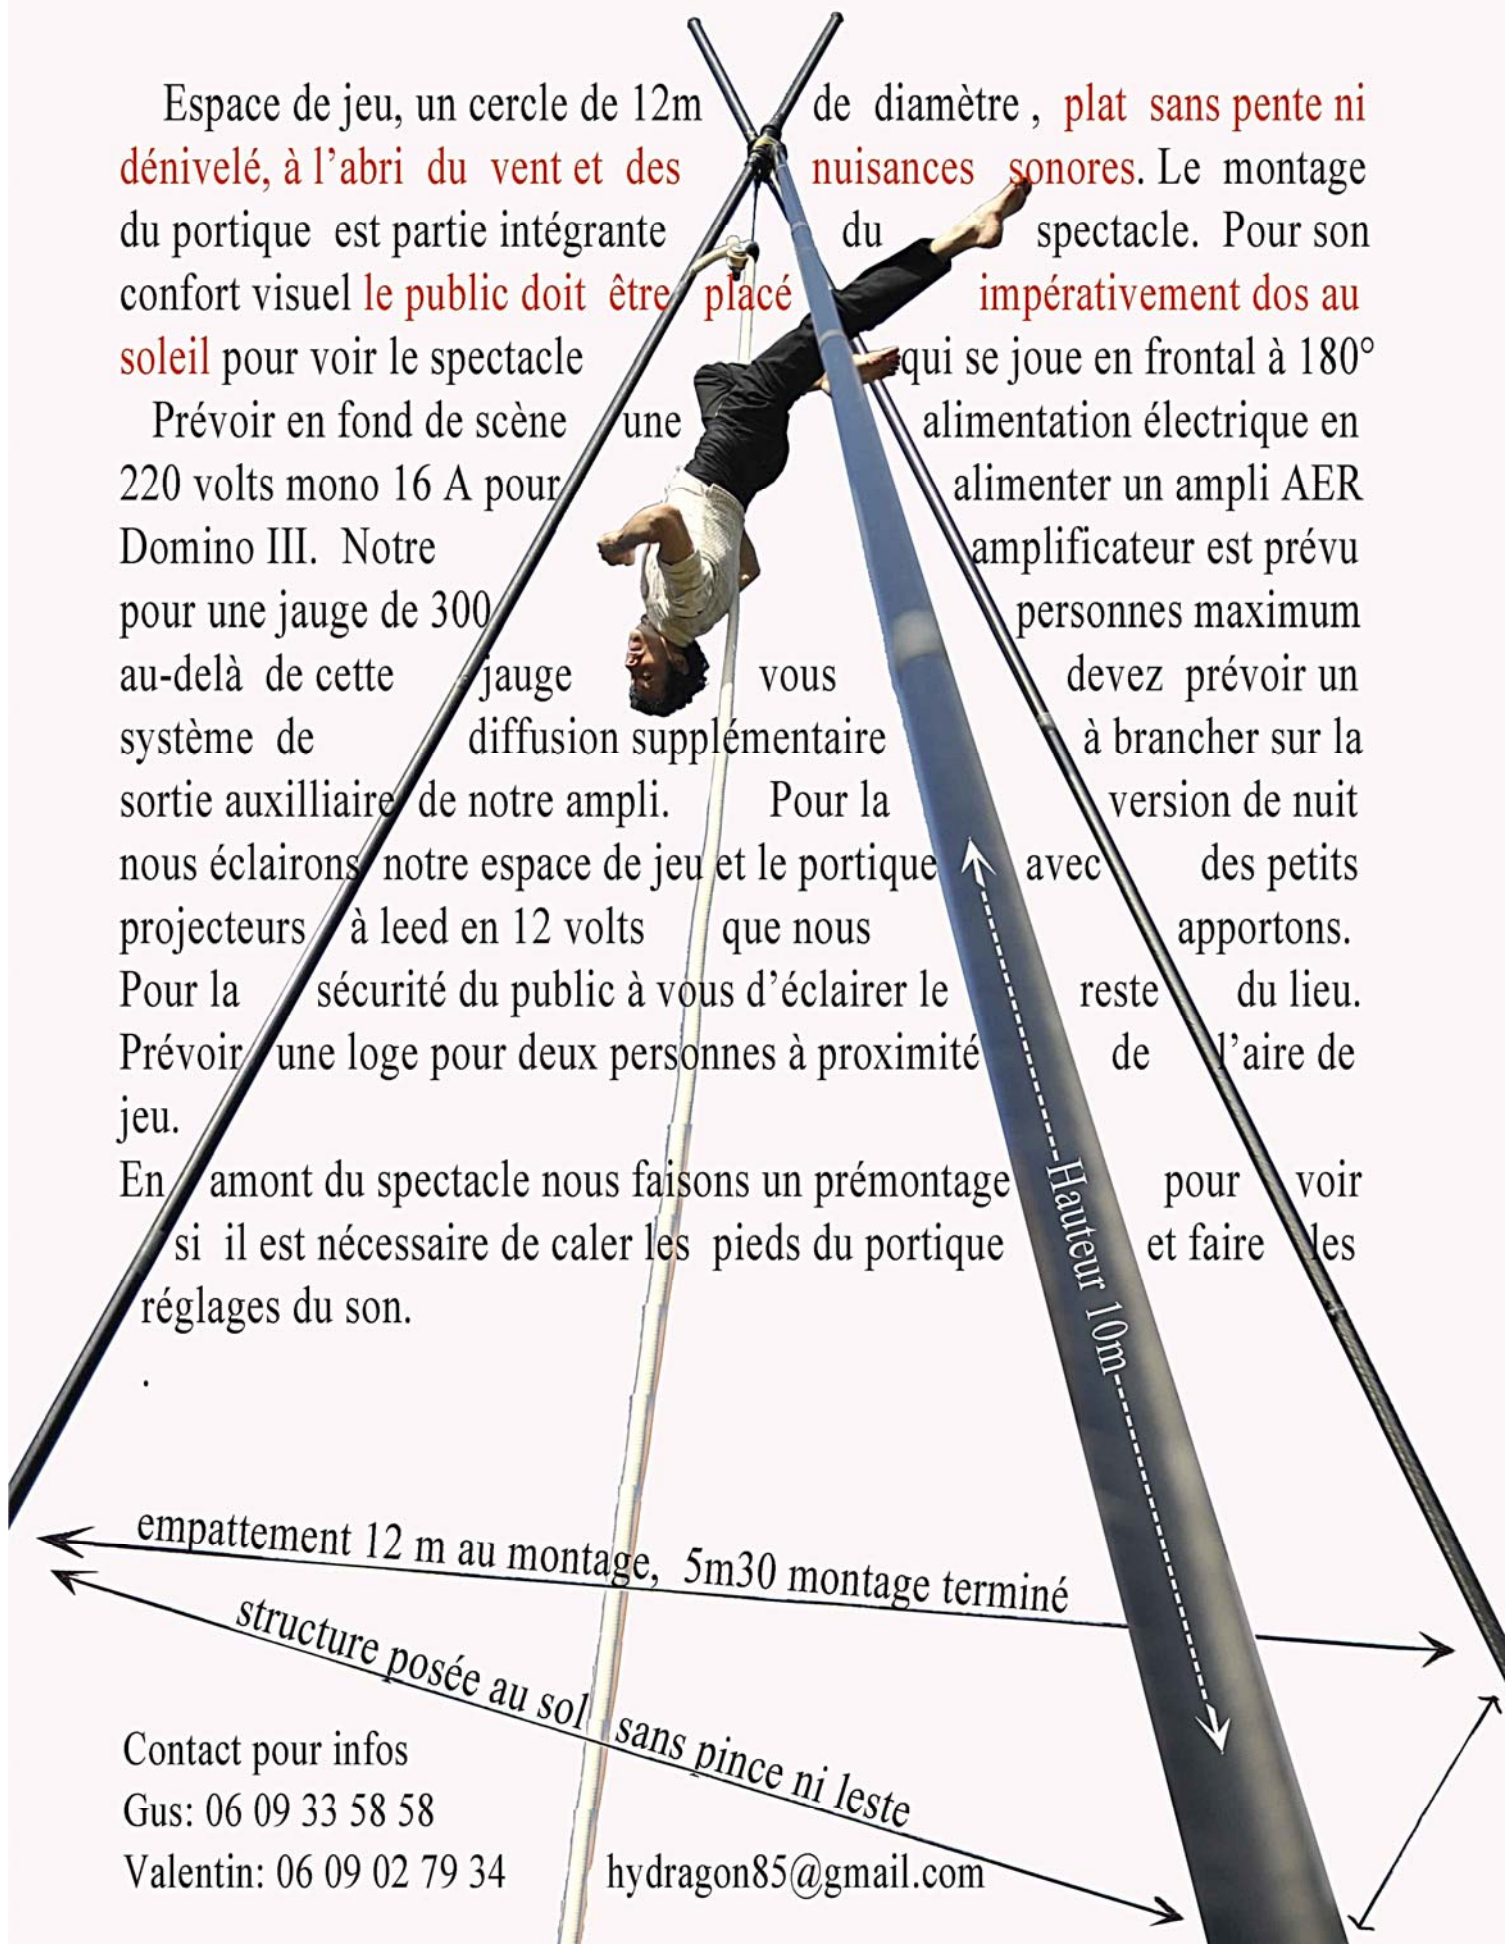 Espace de jeu, un cercle de 12m de diamètre , plat sans pente ni
dénivelé, à l’abri du vent et des nuisances sonores. Le montage
du portique est partie intégrante du spectacle. Pour son
confort visuel le public doit être placé impérativement dos au
soleil pour voir le spectacle qui se joue en frontal à 180°
Prévoir en fond de scène une alimentation électrique en
220 volts mono 16 A pour alimenter un ampli AER
Domino III. Notre amplificateur est prévu
pour une jauge de 300 personnes maximum
au-delà de cette jauge vous devez prévoir un
système de diffusion supplémentaire à brancher sur la
sortie auxilliaire de notre ampli. Pour la version de nuit
nous éclairons notre espace de jeu et le portique avec des petits
projecteurs à leed en 12 volts que nous apportons.
Pour la sécurité du public à vous d’éclairer le reste du lieu.
Prévoir une loge pour deux personnes à proximité de l’aire de
jeu.
En amont du spectacle nous faisons un prémontage pour voir
si il est nécessaire de caler les pieds du portique et faire les
réglages du son.
.
Hauteur 10m
empattement 12 m au montage, 5m30 montage terminé
structure posée au sol sans pince ni leste
Contact pour infos
Gus: 06 09 33 58 58
Valentin: 06 09 02 79 34 hydragon85@gmail.com